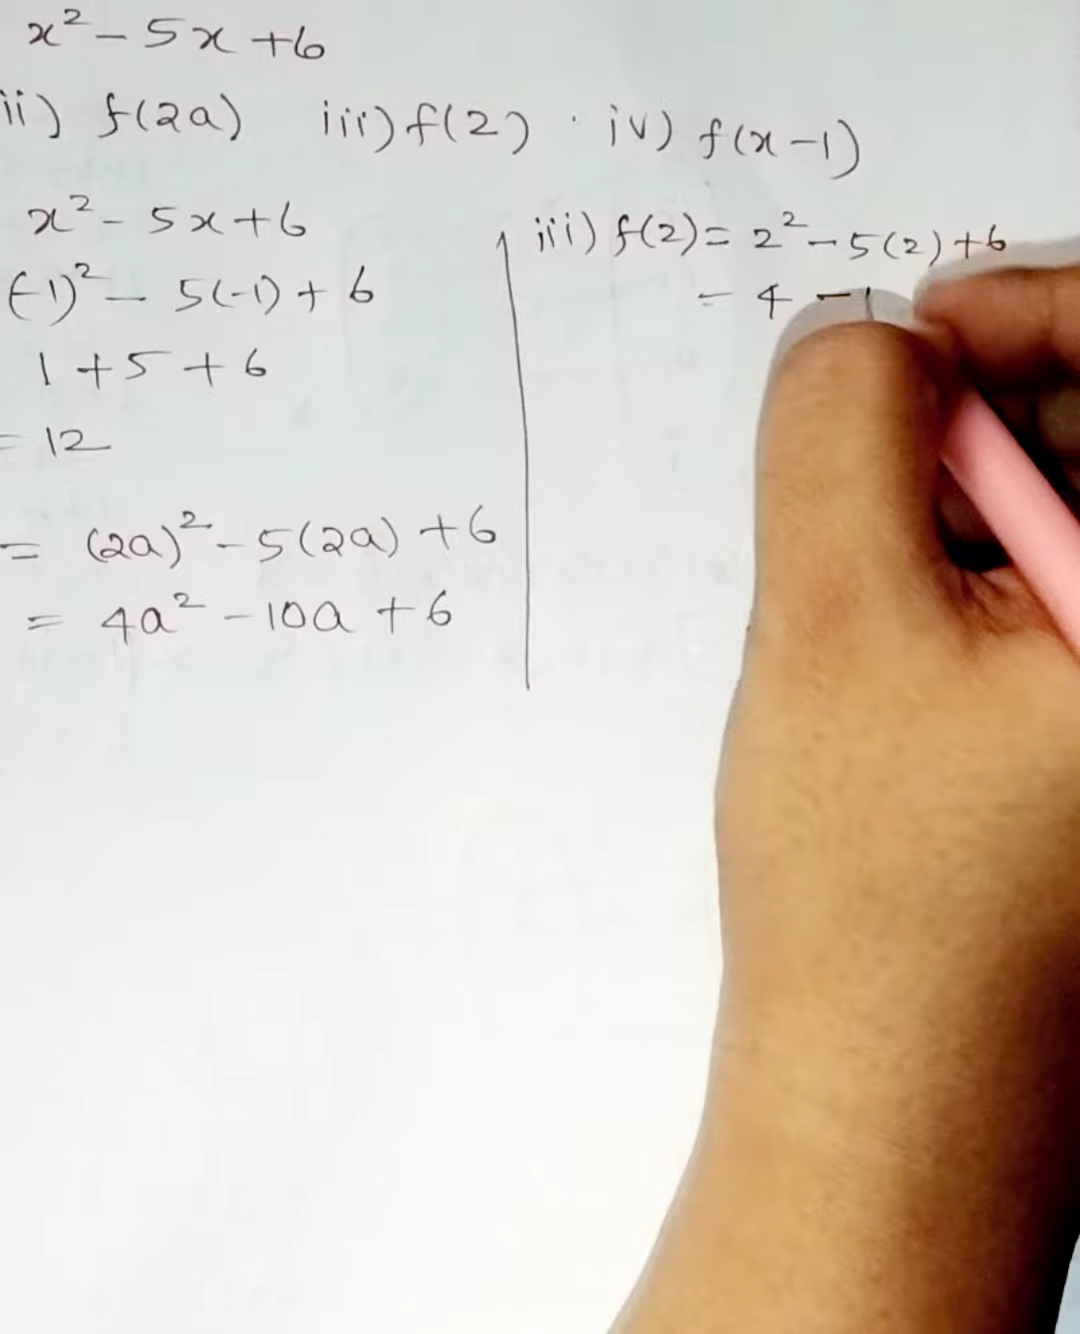 x² - 5x + 6
ii) f(2a) iii) f(2) . iv) f(x - 1)
x² - 5x + 6
(-1)² - 5(-1) + 6
1 + 5 + 6
= 12
= (2a)² - 5(2a) + 6
= 4a² - 10a + 6
iii) f(2) = 2² - 5(2) + 6
= 4 - 1